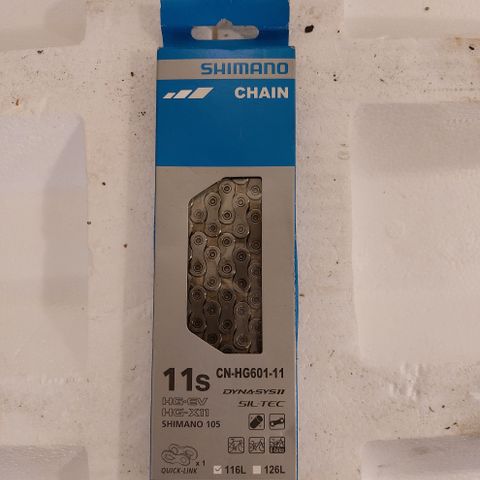 SHIMANO
CHAIN
11s CN-HG601-11
HG-EV DYNA-SYS11
HG-X11 SIL-TEC
SHIMANO 105
x1
QUICK-LINK 116L 126L